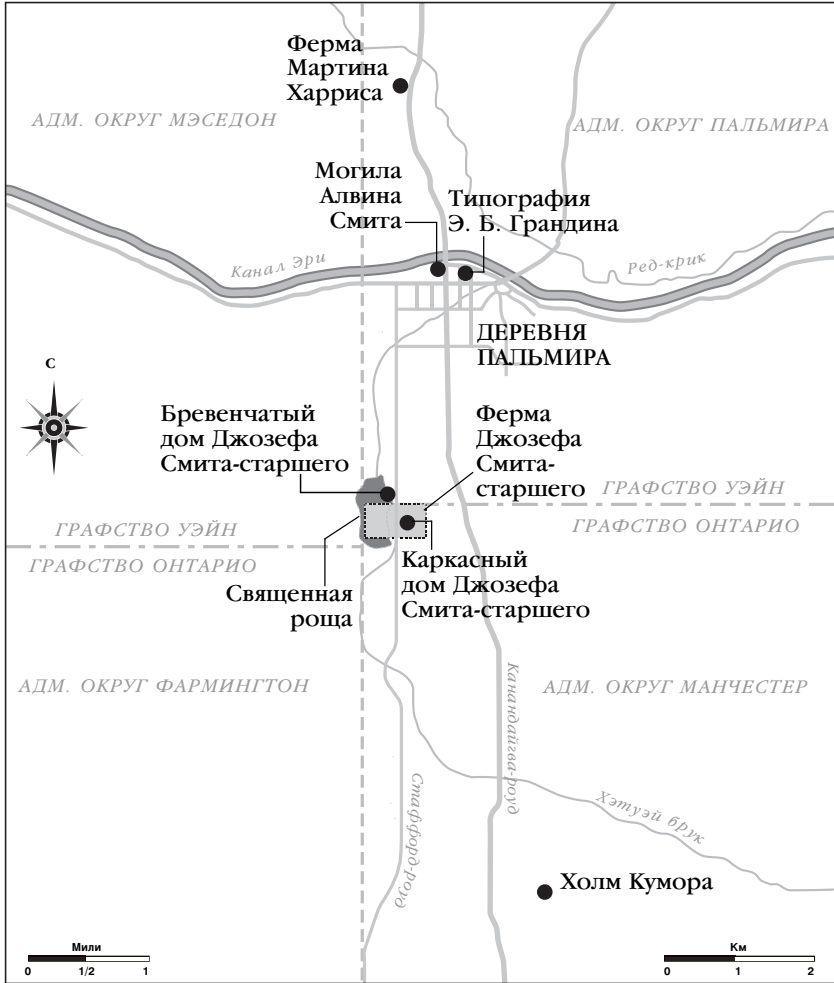 Ферма
Мартина
Харриса
АДМ. ОКРУГ МЭСЕДОН
АДМ. ОКРУГ ПАЛЬМИРА
Могила
Алвина
Смита
Типография
Э. Б. Грандина
Канал Эри
Ред-крик
ДЕРЕВНЯ
ПАЛЬМИРА
С
Бревенчатый
дом Джозефа
Смита-старшего
Ферма
Джозефа
Смита-
старшего
ГРАФСТВО УЭЙН
ГРАФСТВО ОНТАРИО
ГРАФСТВО УЭЙН
ГРАФСТВО ОНТАРИО
Священная
роща
Каркасный
дом Джозефа
Смита-старшего
АДМ. ОКРУГ ФАРМИНГТОН
АДМ. ОКРУГ МАНЧЕСТЕР
Канандайгва-роуд
Стаффорд-роуд
Хэтуэй брук
Холм Кумора
Мили
0 1/2 1
Км
0 1 2